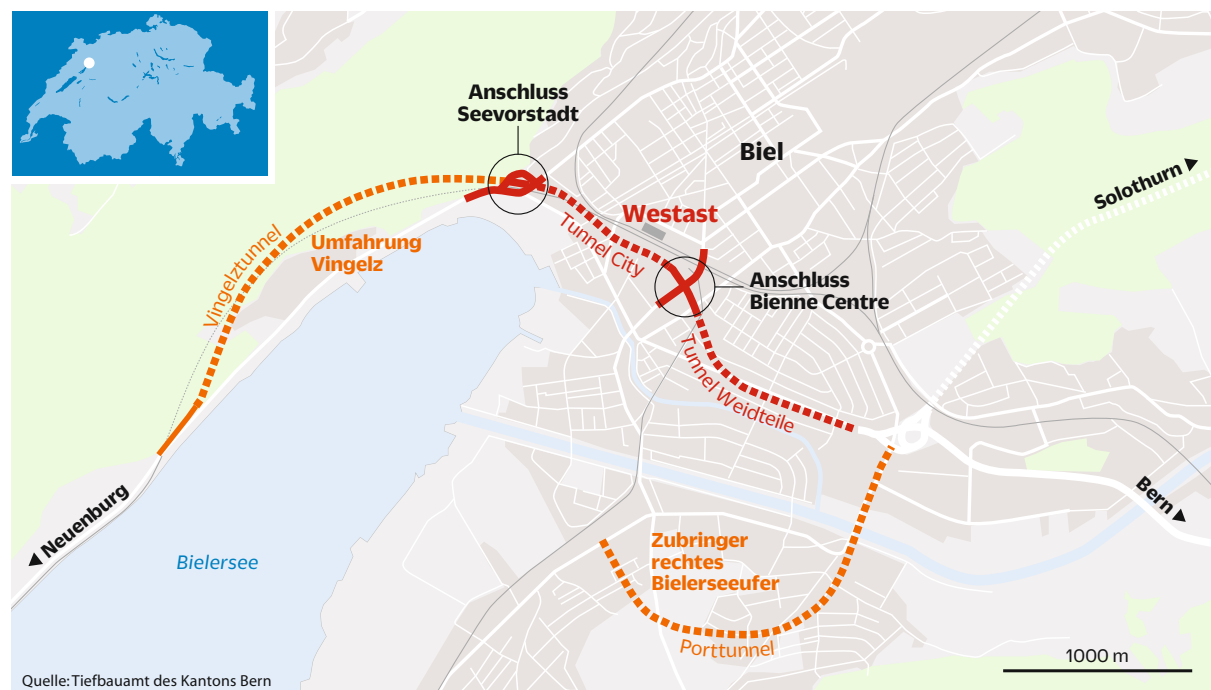 Anschluss
Seevorstadt
Biel
Solothurn
Westast
Tunnel City
Umfahrung
Vingelz
Vingelztunnel
Anschluss
Bienne Centre
Tunnel Weidteile
Neuenburg
Bern
Bielersee
Zubringer
rechtes
Bielerseeufer
Porttunnel
1000 m
Quelle: Tiefbauamt des Kantons Bern